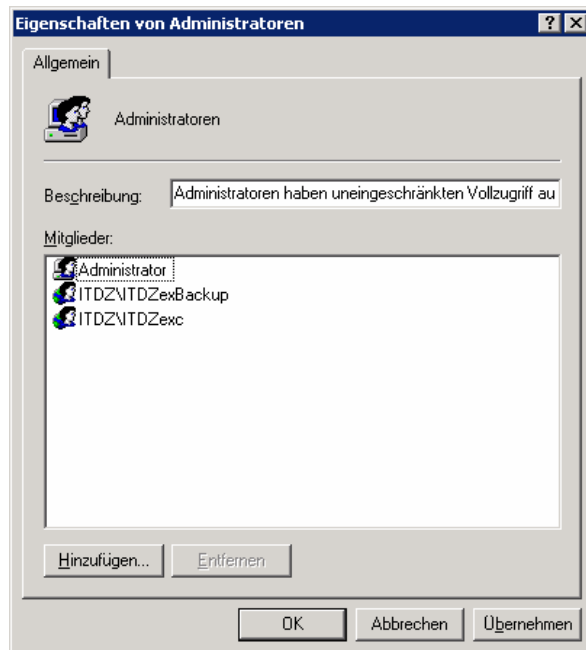 Eigenschaften von Administratoren
Allgemein
Administratoren
Beschreibung: Administratoren haben uneingeschränkten Vollzugriff au
Mitglieder:
Administrator
ITDZ\ITDZexBackup
ITDZ\ITDZexc
Hinzufügen... Entfernen
OK Abbrechen Übernehmen